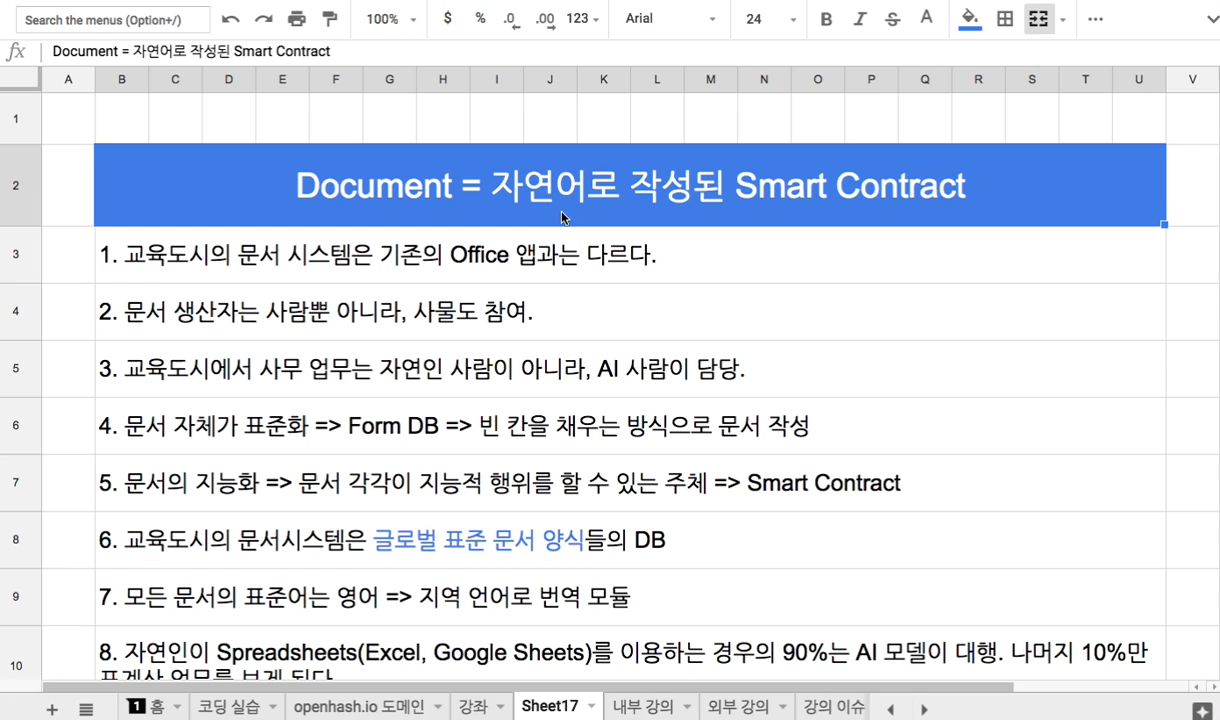 Search the menus (Option+/)
100%
$ % .0 .00 123
Arial
24
B I S A
fx Document = 자연어로 작성된 Smart Contract
A B C D E F G H I J K L M N O P Q R S T U V
1
2 Document = 자연어로 작성된 Smart Contract
3 1. 교육도시의 문서 시스템은 기존의 Office 앱과는 다르다.
4 2. 문서 생산자는 사람뿐 아니라, 사물도 참여.
5 3. 교육도시에서 사무 업무는 자연인 사람이 아니라, AI 사람이 담당.
6 4. 문서 자체가 표준화 => Form DB => 빈 칸을 채우는 방식으로 문서 작성
7 5. 문서의 지능화 => 문서 각각이 지능적 행위를 할 수 있는 주체 => Smart Contract
8 6. 교육도시의 문서시스템은 글로벌 표준 문서 양식들의 DB
9 7. 모든 문서의 표준어는 영어 => 지역 언어로 번역 모듈
10 8. 자연인이 Spreadsheets(Excel, Google Sheets)를 이용하는 경우의 90%는 AI 모델이 대행. 나머지 10%만
1 홈 코딩 실습 openhash.io 도메인 강좌 Sheet17 내부 강의 외부 강의 강의 이슈